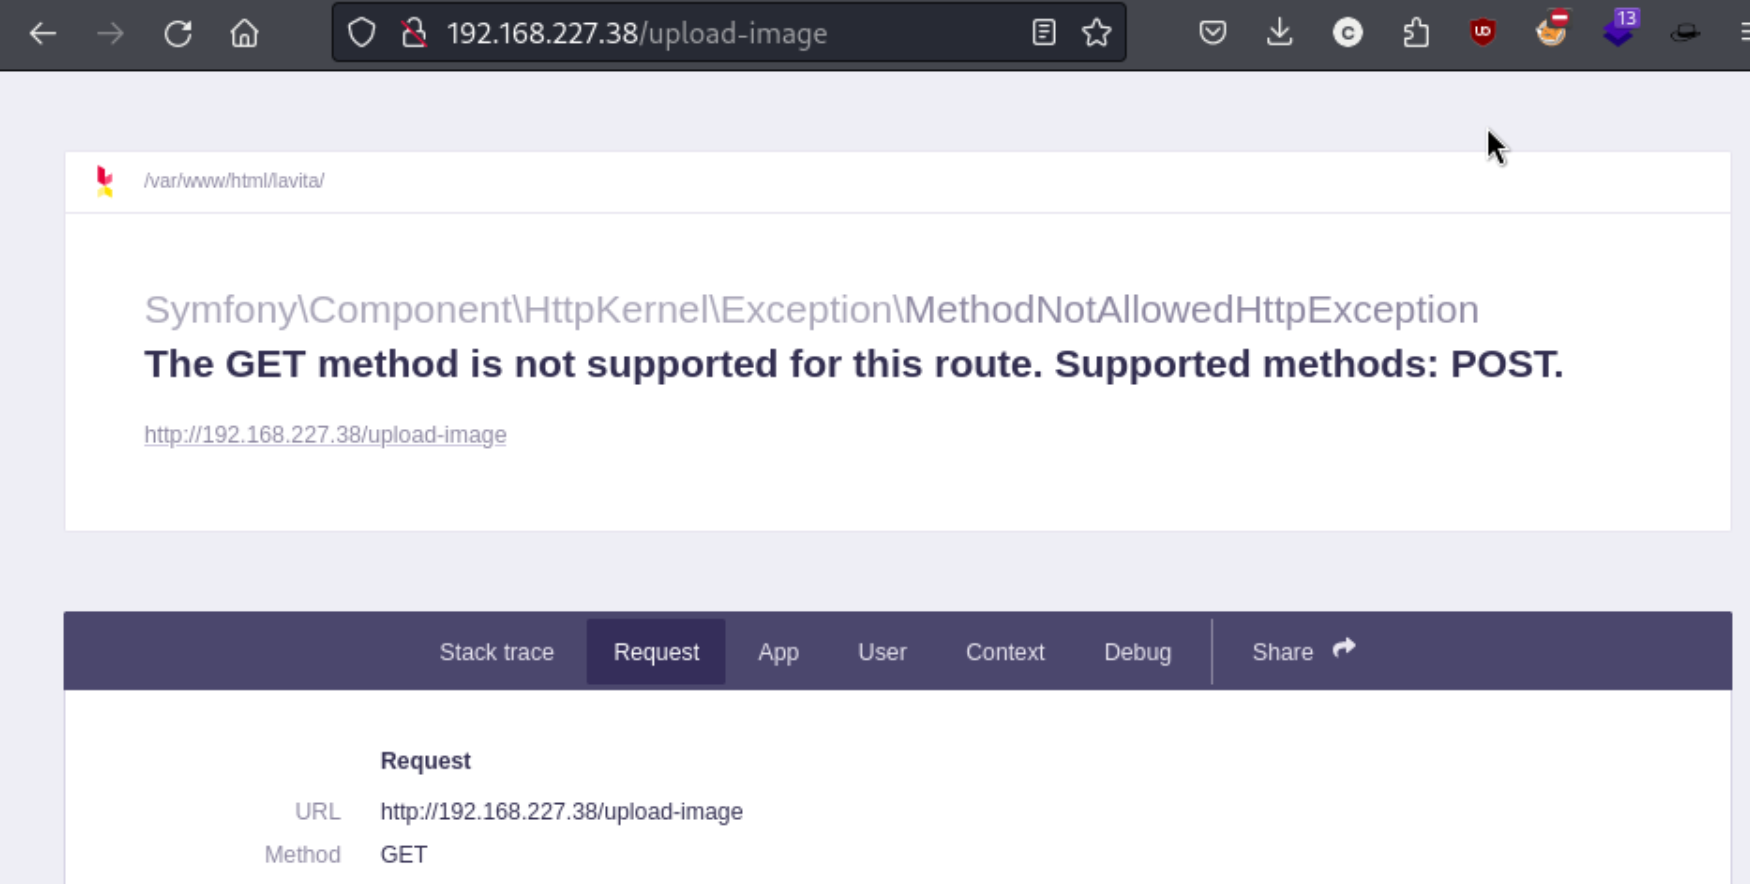 192.168.227.38/upload-image
13
/var/www/html/lavita/
Symfony\Component\HttpKernel\Exception\MethodNotAllowedHttpException
The GET method is not supported for this route. Supported methods: POST.
http://192.168.227.38/upload-image
Stack trace Request App User Context Debug Share
Request
URL http://192.168.227.38/upload-image
Method GET